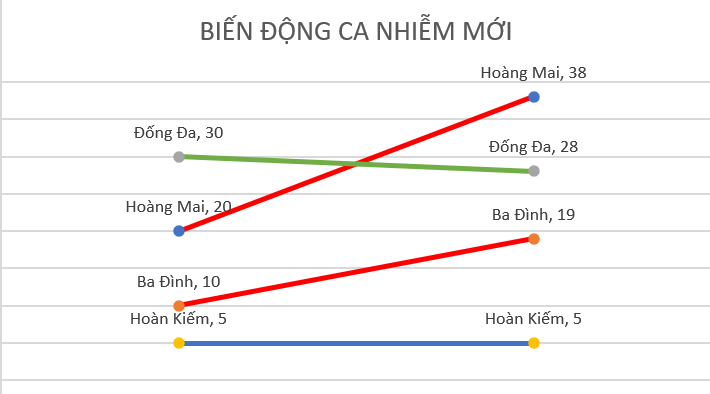 BIẾN ĐỘNG CA NHIỄM MỚI
Hoàng Mai, 38
Đống Đa, 30
Đống Đa, 28
Hoàng Mai, 20
Ba Đình, 19
Ba Đình, 10
Hoàn Kiếm, 5
Hoàn Kiếm, 5